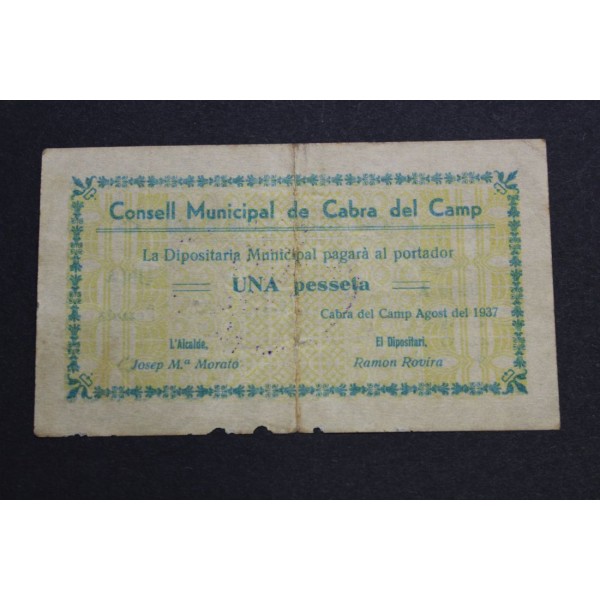 Consell Municipal de Cabra del Camp
La Dipositaria Municipal pagarà al portador
UNA pesseta
Cabra del Camp Agost del 1937
L'Alcalde,
Josep M.ª Morató
El Dipositari,
Ramon Rovira